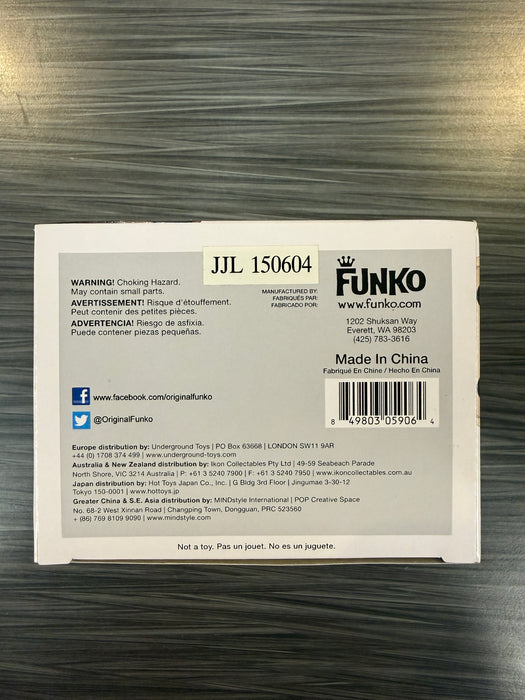 JJL 150604
WARNING! Choking Hazard.
May contain small parts.
AVERTISSEMENT! Risque d'étouffement.
Peut contenir des petites pièces.
ADVERTENCIA! Riesgo de asfixia.
Puede contener piezas pequeñas.
MANUFACTURED BY:
FABRIQUÉS PAR:
FABRICADO POR:
FUNKO
www.funko.com
1202 Shuksan Way
Everett, WA 98203
(425) 783-3616
Made In China
Fabriqué En Chine / Hecho En China
8 49803 05906 4
f www.facebook.com/originalfunko
@OriginalFunko
Europe distribution by: Underground Toys | PO Box 63668 | LONDON SW11 9AR
+44 (0) 1708 374 499 | www.underground-toys.com
Australia & New Zealand distribution by: Ikon Collectables Pty Ltd | 49-59 Seabeach Parade
North Shore, VIC 3214 Australia | P: +61 3 5240 7900 | F: +61 3 5240 7950 | www.ikoncollectables.com.au
Japan distribution by: Hot Toys Japan Co., Inc. | G Bldg 3rd Floor | Jingumae 3-30-12
Tokyo 150-0001 | www.hottoys.jp
Greater China & S.E. Asia distribution by: MINDstyle International | POP Creative Space
No. 68-2 West Xinnan Road | Changping Town, Dongguan, PRC 523560
+ (86) 769 8109 9090 | www.mindstyle.com
Not a toy. Pas un jouet. No es un juguete.